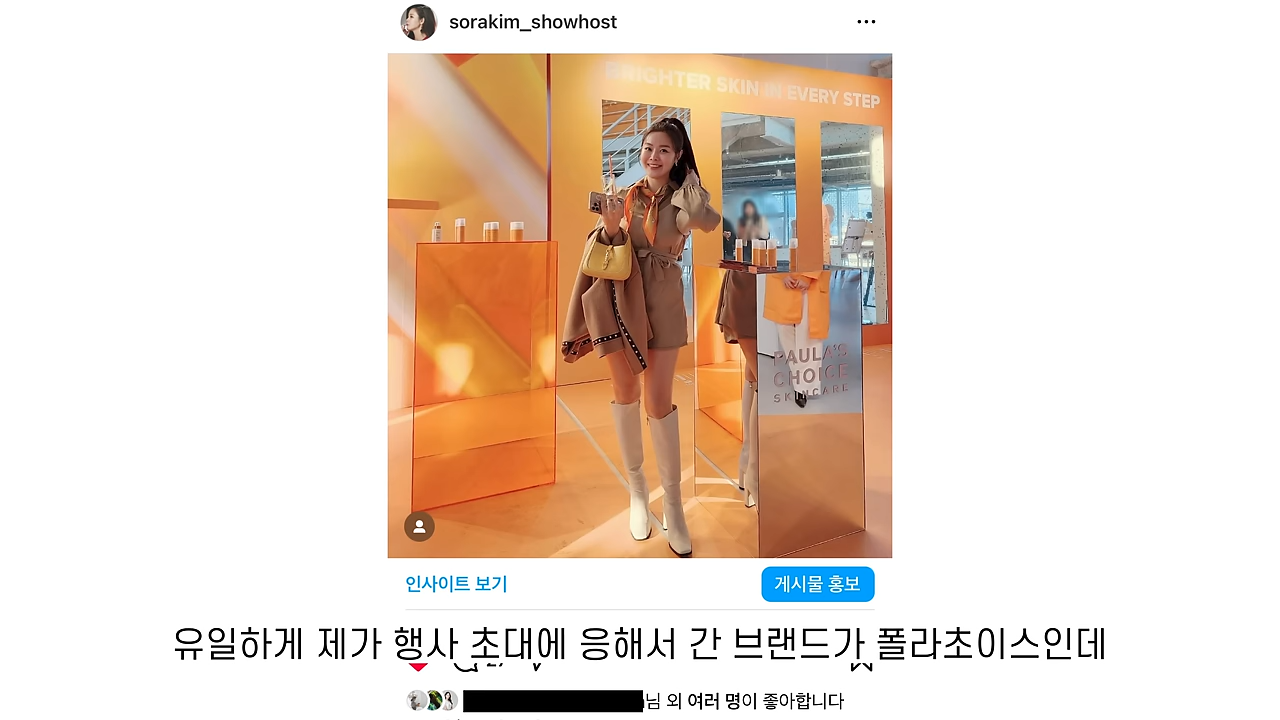 sorakim_showhost
BRIGHTER SKIN IN EVERY STEP
PAULA'S
CHOICE
SKINCARE
인사이트 보기
게시물 홍보
유일하게 제가 행사 초대에 응해서 간 브랜드가 폴라초이스인데
님 외 여러 명이 좋아합니다